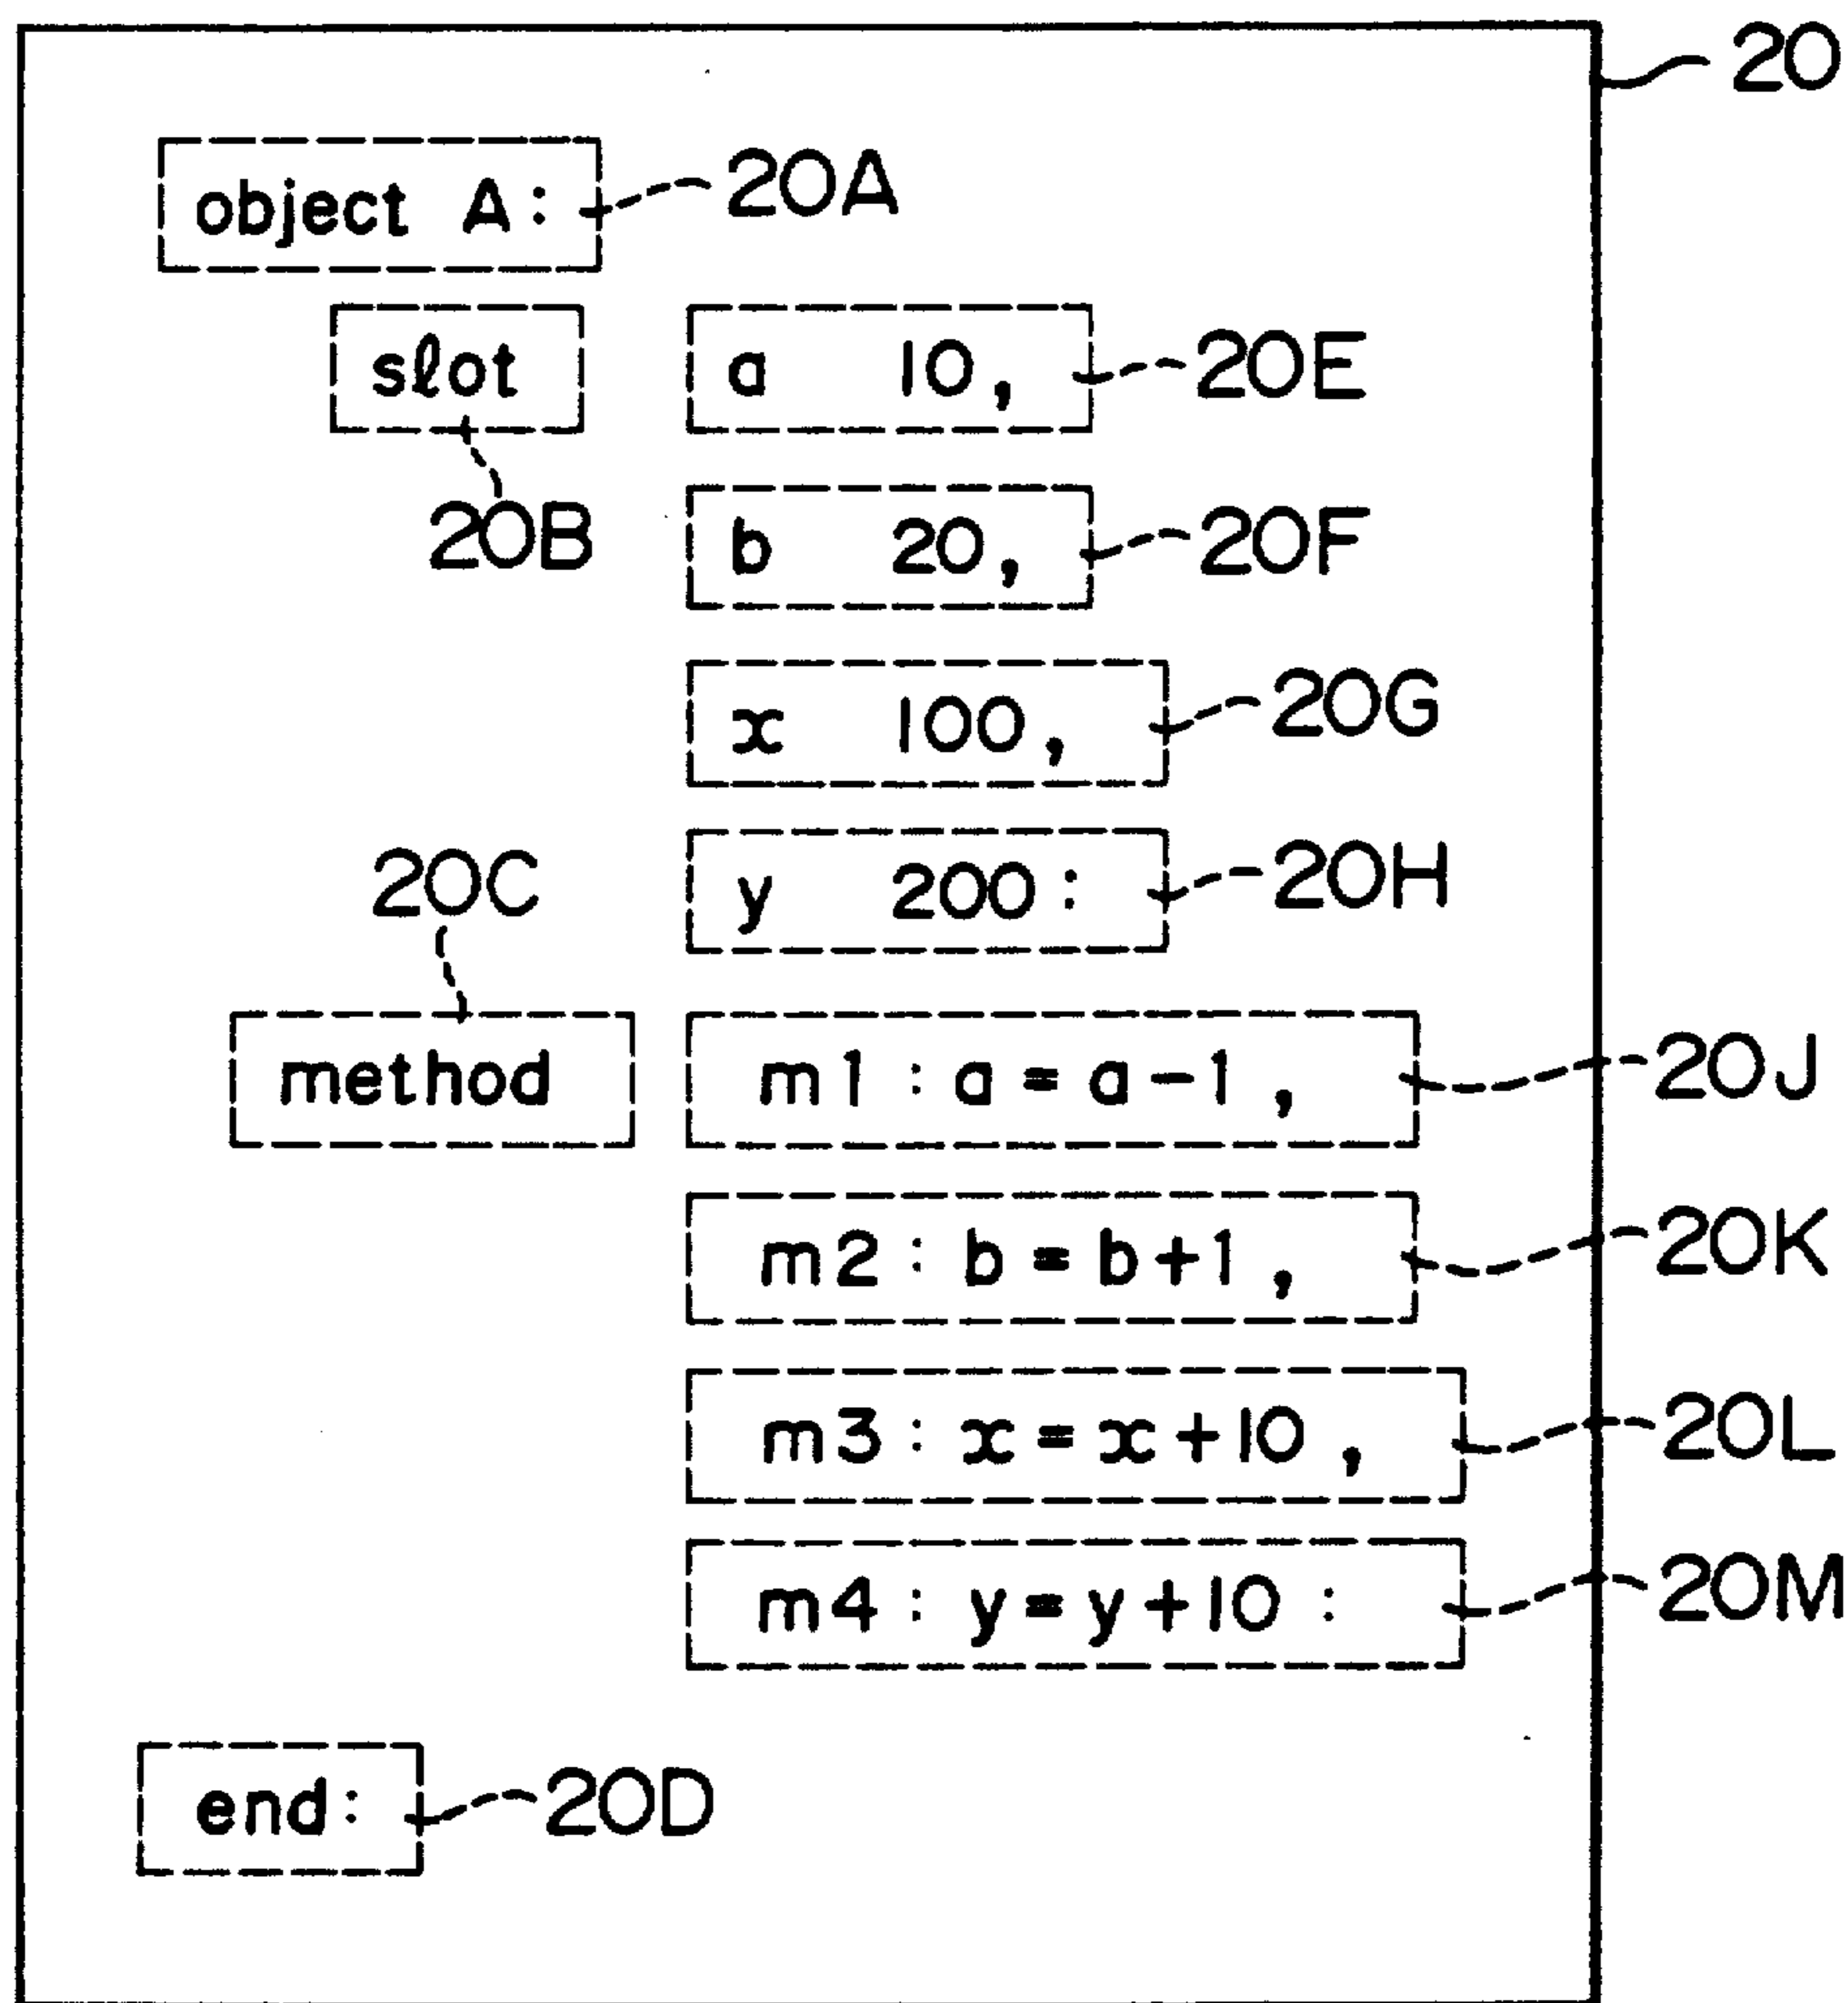 20
object A: 20A
slot a 10, 20E
20B b 20, 20F
x 100, 20G
20C y 200: 20H
method m1 : a = a - 1 , 20J
m2 : b = b + 1 , 20K
m3 : x = x + 10 , 20L
m4 : y = y + 10 : 20M
end: 20D